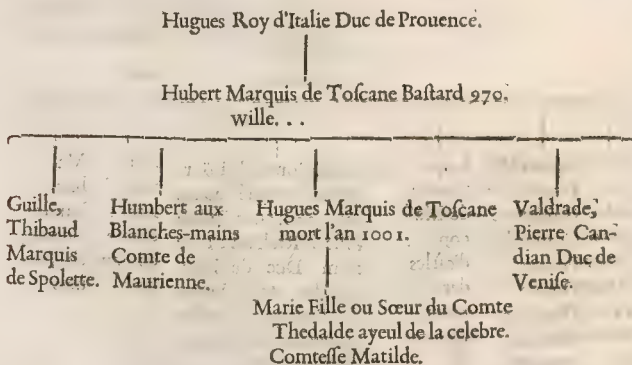 Hugues Roy d'Italie Duc de Prouence.
Hubert Marquis de Toſcane Baſtard 970.
wille. . .
Guille,
Thibaud
Marquis
de Spolette.
Humbert aux
Blanches-mains
Comte de
Maurienne.
Hugues Marquis de Toſcane
mort l'an 1001.
Valdrade,
Pierre Can-
dian Duc de
Veniſe.
Marie Fille ou Sœur du Comte
Thedalde ayeul de la celebre.
Comteſſe Matilde.